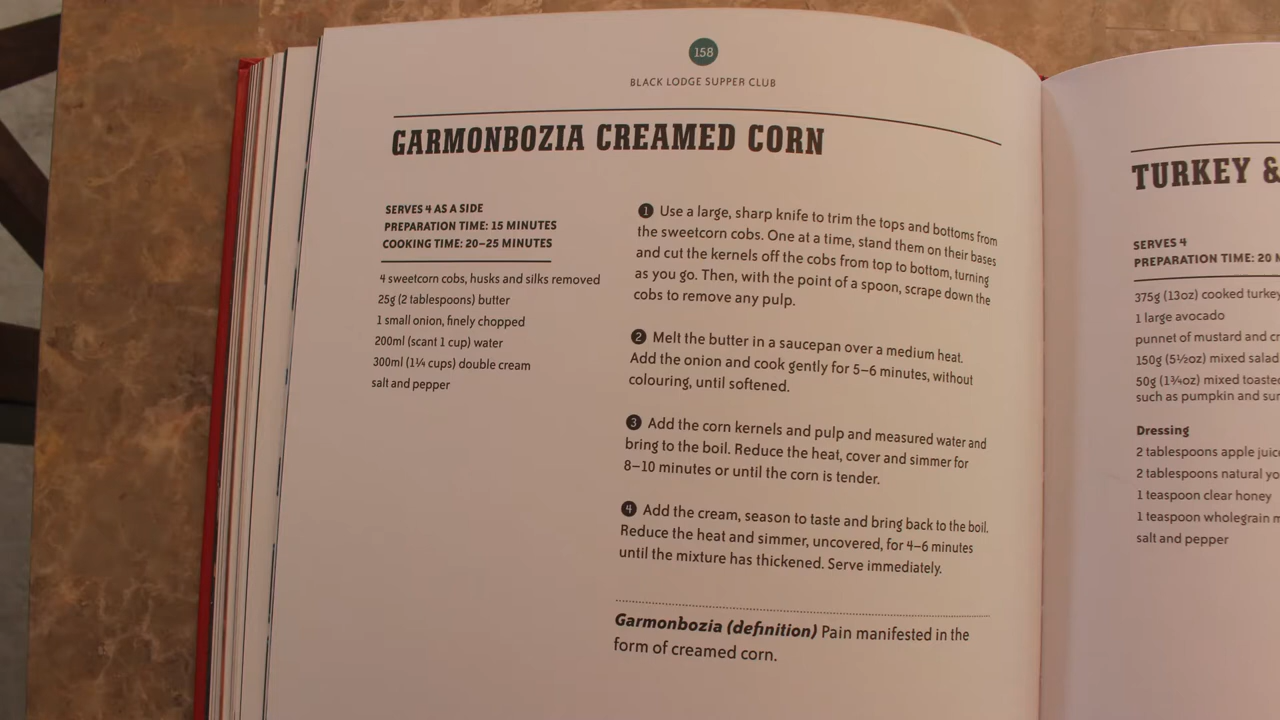 158
BLACK LODGE SUPPER CLUB
GARMONBOZIA CREAMED CORN
SERVES 4 AS A SIDE
PREPARATION TIME: 15 MINUTES
COOKING TIME: 20–25 MINUTES
4 sweetcorn cobs, husks and silks removed
25g (2 tablespoons) butter
1 small onion, finely chopped
200ml (scant 1 cup) water
300ml (1¼ cups) double cream
salt and pepper
1 Use a large, sharp knife to trim the tops and bottoms from
the sweetcorn cobs. One at a time, stand them on their bases
and cut the kernels off the cobs from top to bottom, turning
as you go. Then, with the point of a spoon, scrape down the
cobs to remove any pulp.
2 Melt the butter in a saucepan over a medium heat.
Add the onion and cook gently for 5–6 minutes, without
colouring, until softened.
3 Add the corn kernels and pulp and measured water and
bring to the boil. Reduce the heat, cover and simmer for
8–10 minutes or until the corn is tender.
4 Add the cream, season to taste and bring back to the boil.
Reduce the heat and simmer, uncovered, for 4–6 minutes
until the mixture has thickened. Serve immediately.
Garmonbozia (definition) Pain manifested in the
form of creamed corn.
TURKEY &
SERVES 4
PREPARATION TIME: 20
375g (13oz) cooked turkey
1 large avocado
punnet of mustard and
150g (5½oz) mixed salad
50g (1¾oz) mixed
such as pumpkin and
Dressing
2 tablespoons apple
2 tablespoons natural
1 teaspoon clear honey
1 teaspoon wholegrain
salt and pepper